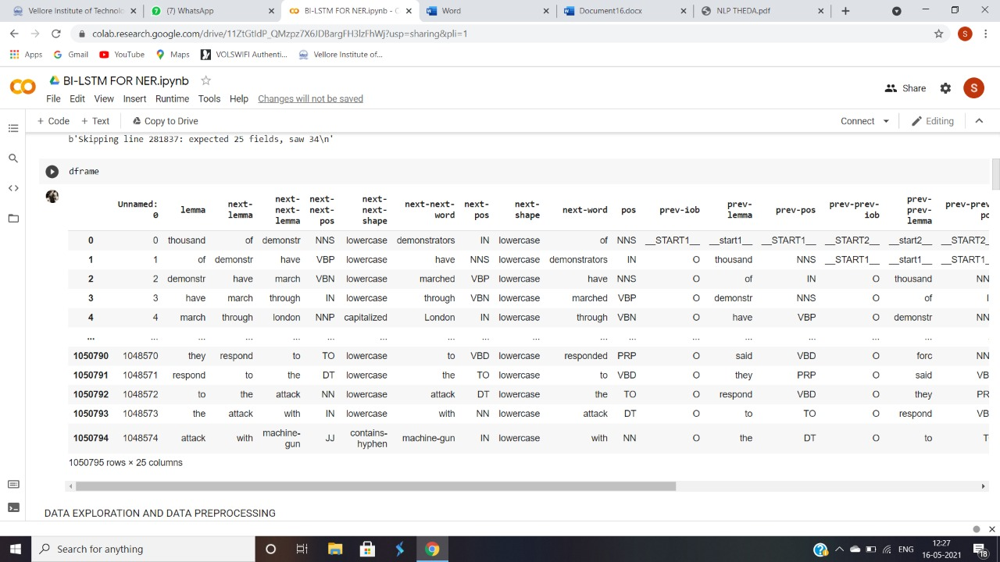 Vellore Institute of Technolo
(7) WhatsApp
BI-LSTM FOR NER.ipynb - C
Word
Document16.docx
NLP THEDA.pdf
colab.research.google.com/drive/11ZtGtIdP_QMzpz7X6JDBargFH3lzFhWj?usp=sharing&pli=1
S
Apps Gmail YouTube Maps VOLSWIFI Authenti... Vellore Institute of...
BI-LSTM FOR NER.ipynb
Share S
File Edit View Insert Runtime Tools Help Changes will not be saved
+ Code + Text Copy to Drive Connect Editing
b'Skipping line 281837: expected 25 fields, saw 34\n'
dframe
Unnamed: 0 lemma next-lemma next-next-lemma next-next-pos next-next-shape next-next-word next-pos next-shape next-word pos prev-iob prev-lemma prev-pos prev-prev-iob prev-prev-lemma prev-prev po
0 0 thousand of demonstr NNS lowercase demonstrators IN lowercase of NNS __START1__ __start1__ __START1__ __START2__ __start2__ __START2_
1 1 of demonstr have VBP lowercase have NNS lowercase demonstrators IN O thousand NNS __START1__ __start1__ __START1_
2 2 demonstr have march VBN lowercase marched VBP lowercase have NNS O of IN O thousand NN
3 3 have march through IN lowercase through VBN lowercase marched VBP O demonstr NNS O of I
4 4 march through london NNP capitalized London IN lowercase through VBN O have VBP O demonstr NN
... ... ... ... ... ... ... ... ... ... ... ... ... ... ... ... ...
1050790 1048570 they respond to TO lowercase to VBD lowercase responded PRP O said VBD O forc NN
1050791 1048571 respond to the DT lowercase the TO lowercase to VBD O they PRP O said VB
1050792 1048572 to the attack NN lowercase attack DT lowercase the TO O respond VBD O they PR
1050793 1048573 the attack with IN lowercase with NN lowercase attack DT O to TO O respond VB
1050794 1048574 attack with machine-gun JJ contains-hyphen machine-gun IN lowercase with NN O the DT O to T
1050795 rows × 25 columns
DATA EXPLORATION AND DATA PREPROCESSING
Search for anything
ENG
12:27
16-05-2021
18